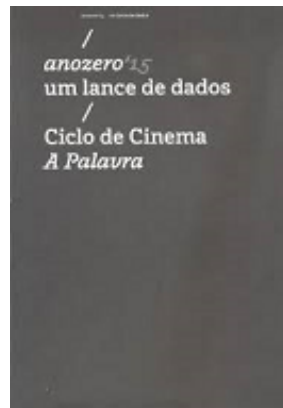 /
anozero'15
um lance de dados
/
Ciclo de Cinema
A Palavra